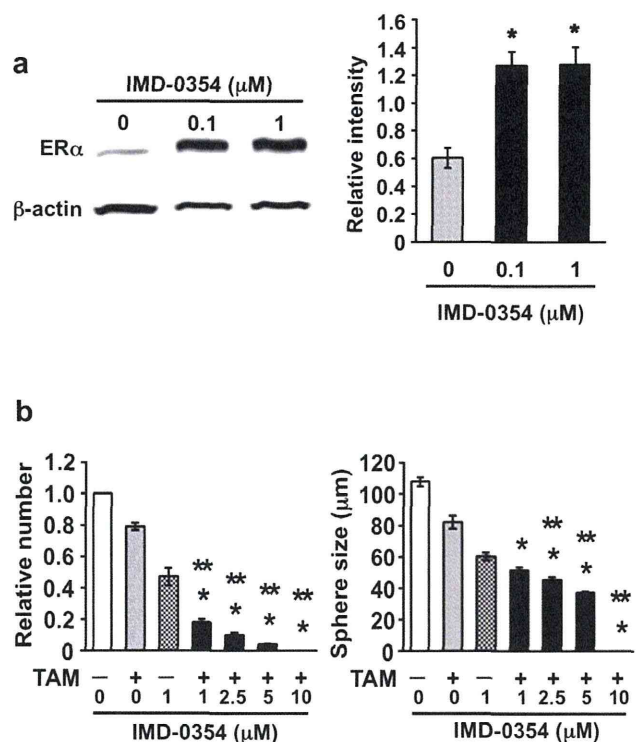 a
IMD-0354 (μM)
0 0.1 1
ERα
β-actin
Relative intensity
1.6
1.4
1.2
1.0
0.8
0.6
0.4
0.2
0
* *
0 0.1 1
IMD-0354 (μM)
b
Relative number
1.2
1.0
0.8
0.6
0.4
0.2
0
** ** ** **
* * * *
TAM — + — + + + +
0 0 1 1 2.5 5 10
IMD-0354 (μM)
Sphere size (μm)
120
100
80
60
40
20
0
** ** **
* * * *
TAM — + — + + + +
0 0 1 1 2.5 5 10
IMD-0354 (μM)